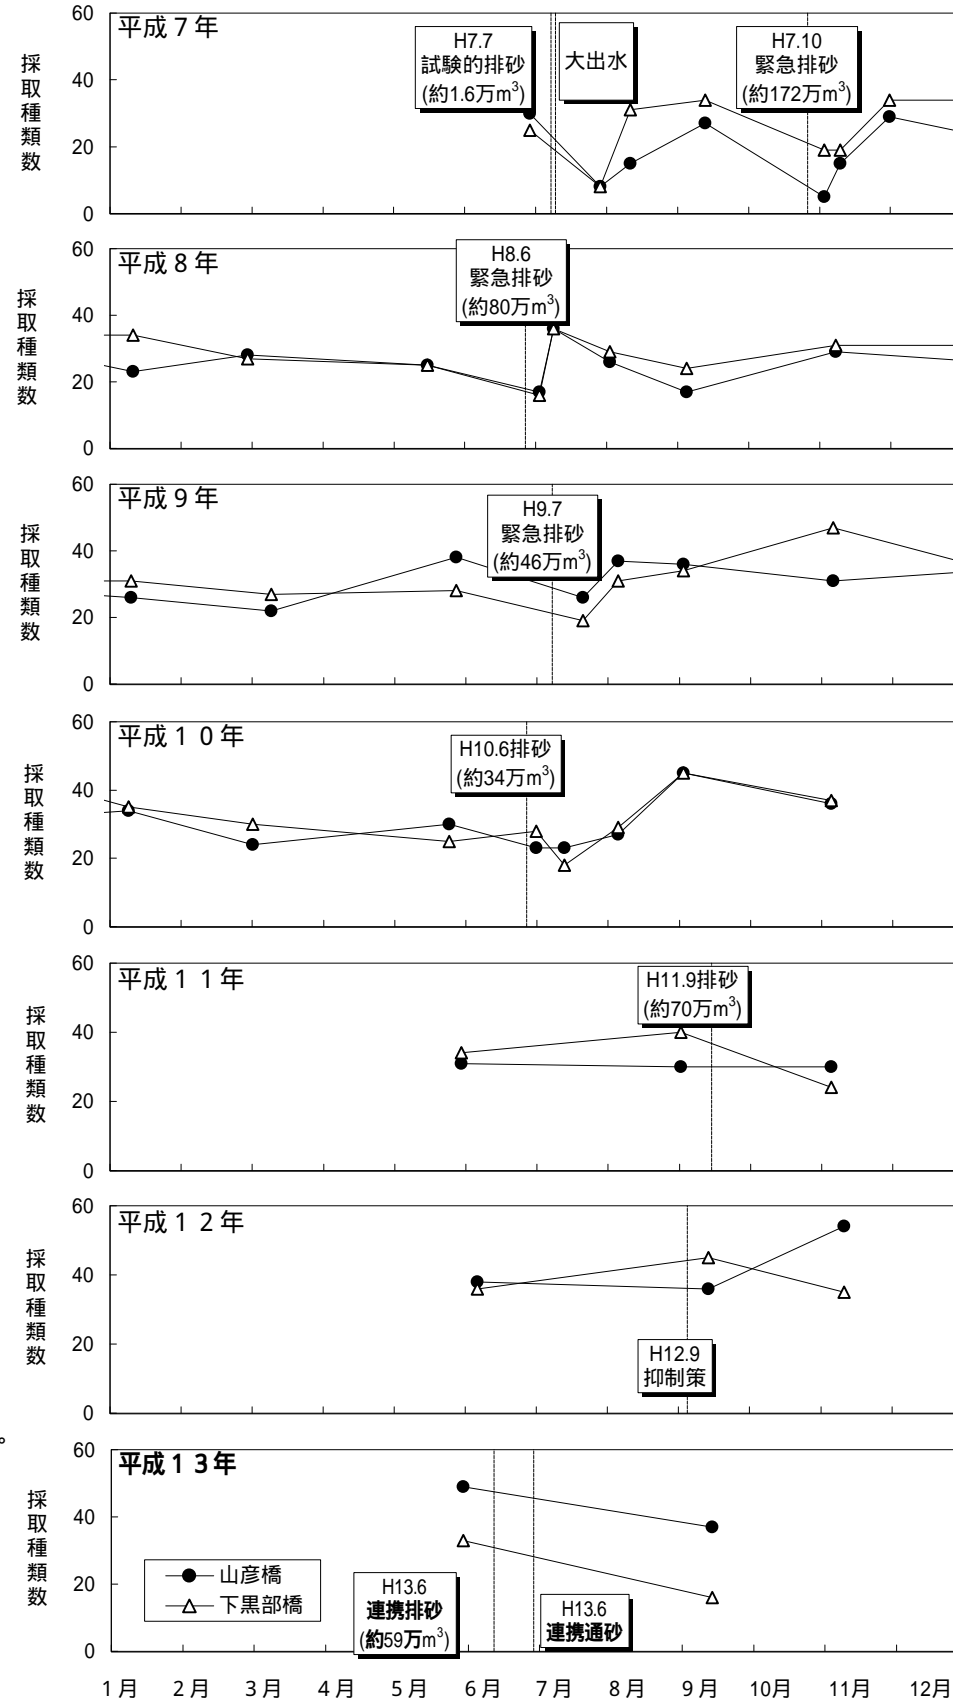 平成７年
採取種類数
60
40
20
0
H7.7
試験的排砂
(約1.6万m³)
大出水
H7.10
緊急排砂
(約172万m³)
平成８年
採取種類数
60
40
20
0
H8.6
緊急排砂
(約80万m³)
平成９年
採取種類数
60
40
20
0
H9.7
緊急排砂
(約46万m³)
平成１０年
採取種類数
60
40
20
0
H10.6排砂
(約34万m³)
平成１１年
採取種類数
60
40
20
0
H11.9排砂
(約70万m³)
平成１２年
採取種類数
60
40
20
0
H12.9
抑制策
。
平成１３年
採取種類数
60
40
20
0
山彦橋
下黒部橋
H13.6
連携排砂
(約59万m³)
H13.6
連携通砂
1月 2月 3月 4月 5月 6月 7月 8月 9月 10月 11月 12月